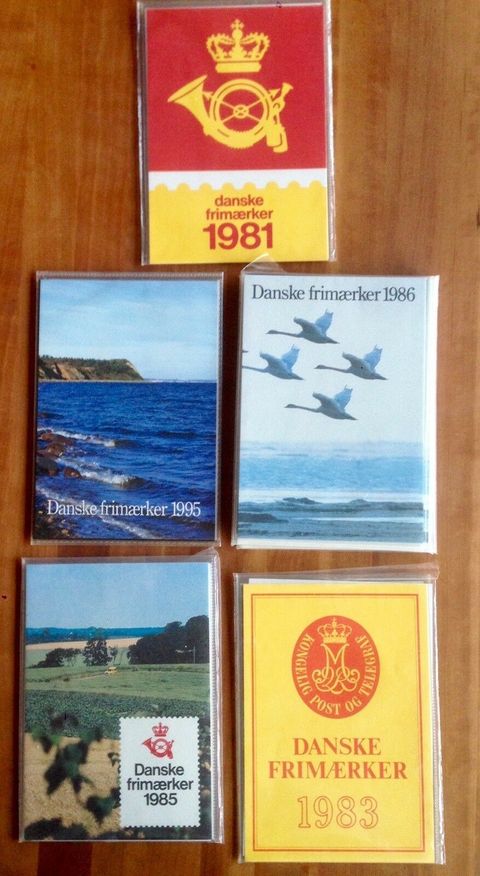 danske
frimærker
1981
Danske frimærker 1995
Danske frimærker 1986
Danske
frimærker
1985
KONGELIG POST OG TELEGRAF
DANSKE
FRIMÆRKER
1983